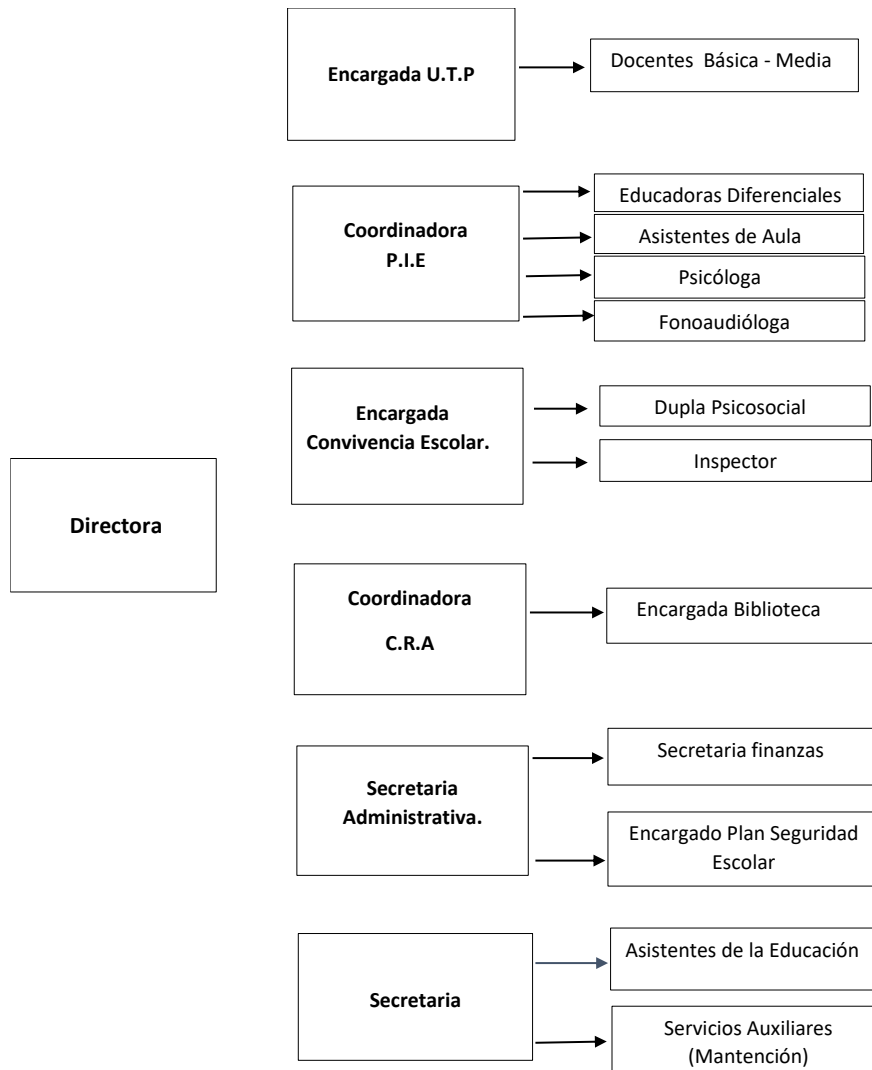 Encargada U.T.P
Docentes Básica - Media
Coordinadora
P.I.E
Educadoras Diferenciales
Asistentes de Aula
Psicóloga
Fonoaudióloga
Encargada
Convivencia Escolar.
Dupla Psicosocial
Inspector
Directora
Coordinadora
C.R.A
Encargada Biblioteca
Secretaria
Administrativa.
Secretaria finanzas
Encargado Plan Seguridad
Escolar
Secretaria
Asistentes de la Educación
Servicios Auxiliares
(Mantención)